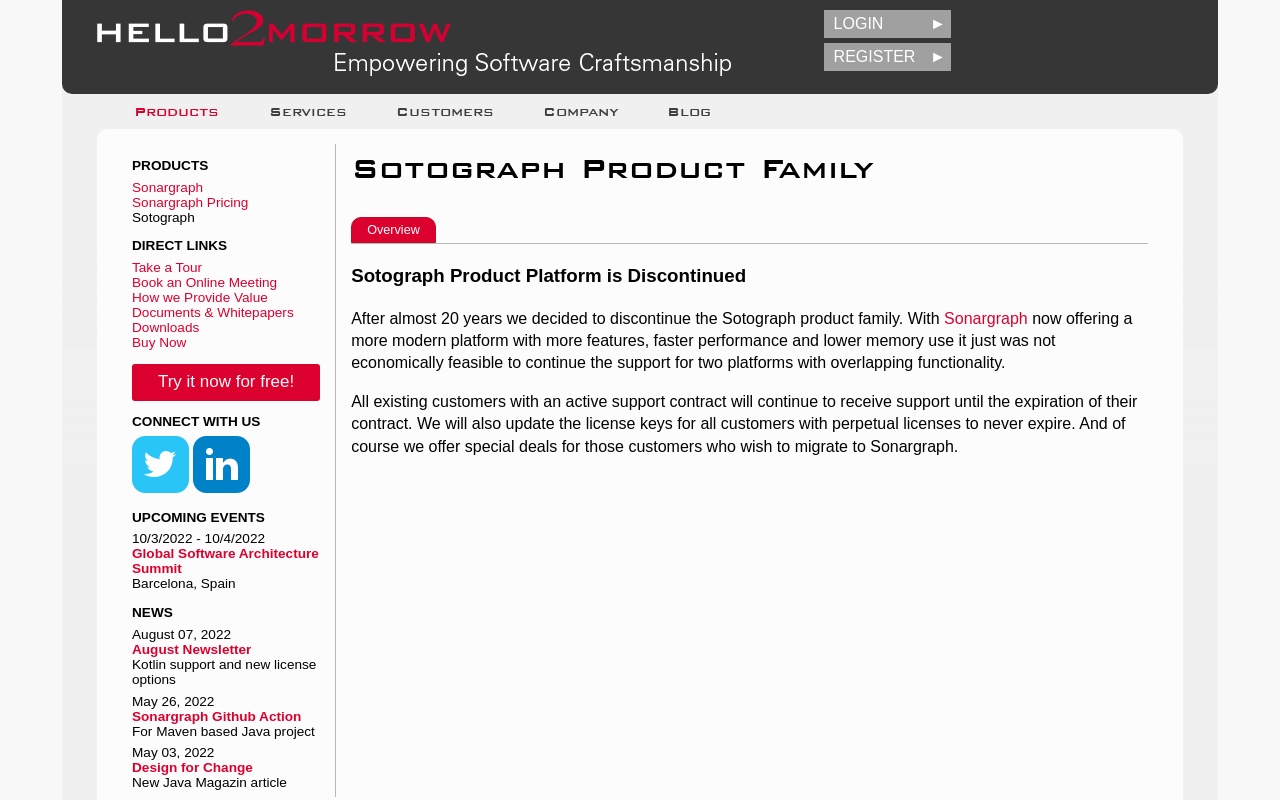 HELLO2MORROW
Empowering Software Craftsmanship
LOGIN ▶
REGISTER ▶
Products Services Customers Company Blog
PRODUCTS
Sonargraph
Sonargraph Pricing
Sotograph
DIRECT LINKS
Take a Tour
Book an Online Meeting
How we Provide Value
Documents & Whitepapers
Downloads
Buy Now
Try it now for free!
CONNECT WITH US
in
UPCOMING EVENTS
10/3/2022 - 10/4/2022
Global Software Architecture
Summit
Barcelona, Spain
NEWS
August 07, 2022
August Newsletter
Kotlin support and new license
options
May 26, 2022
Sonargraph Github Action
For Maven based Java project
May 03, 2022
Design for Change
New Java Magazin article
Sotograph Product Family
Overview
Sotograph Product Platform is Discontinued
After almost 20 years we decided to discontinue the Sotograph product family. With Sonargraph now offering a
more modern platform with more features, faster performance and lower memory use it just was not
economically feasible to continue the support for two platforms with overlapping functionality.
All existing customers with an active support contract will continue to receive support until the expiration of their
contract. We will also update the license keys for all customers with perpetual licenses to never expire. And of
course we offer special deals for those customers who wish to migrate to Sonargraph.